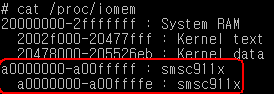 # cat /proc/iomem
20000000-2fffffff : System RAM
  2002f000-20477fff : Kernel text
  20478000-205526eb : Kernel data
a0000000-a00fffff : smsc911x
  a0000000-a00ffffe : smsc911x